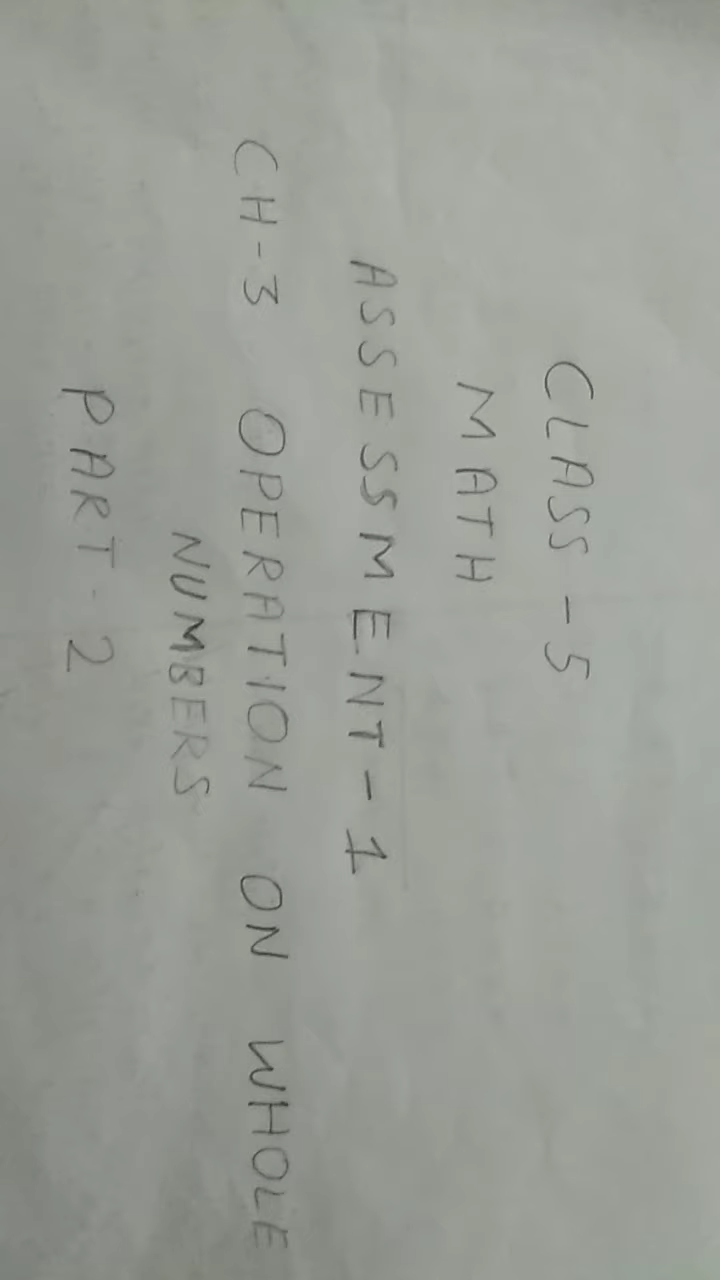 CLASS - 5
MATH
ASSESSMENT - 1
CH - 3 OPERATION ON WHOLE
NUMBERS
PART - 2